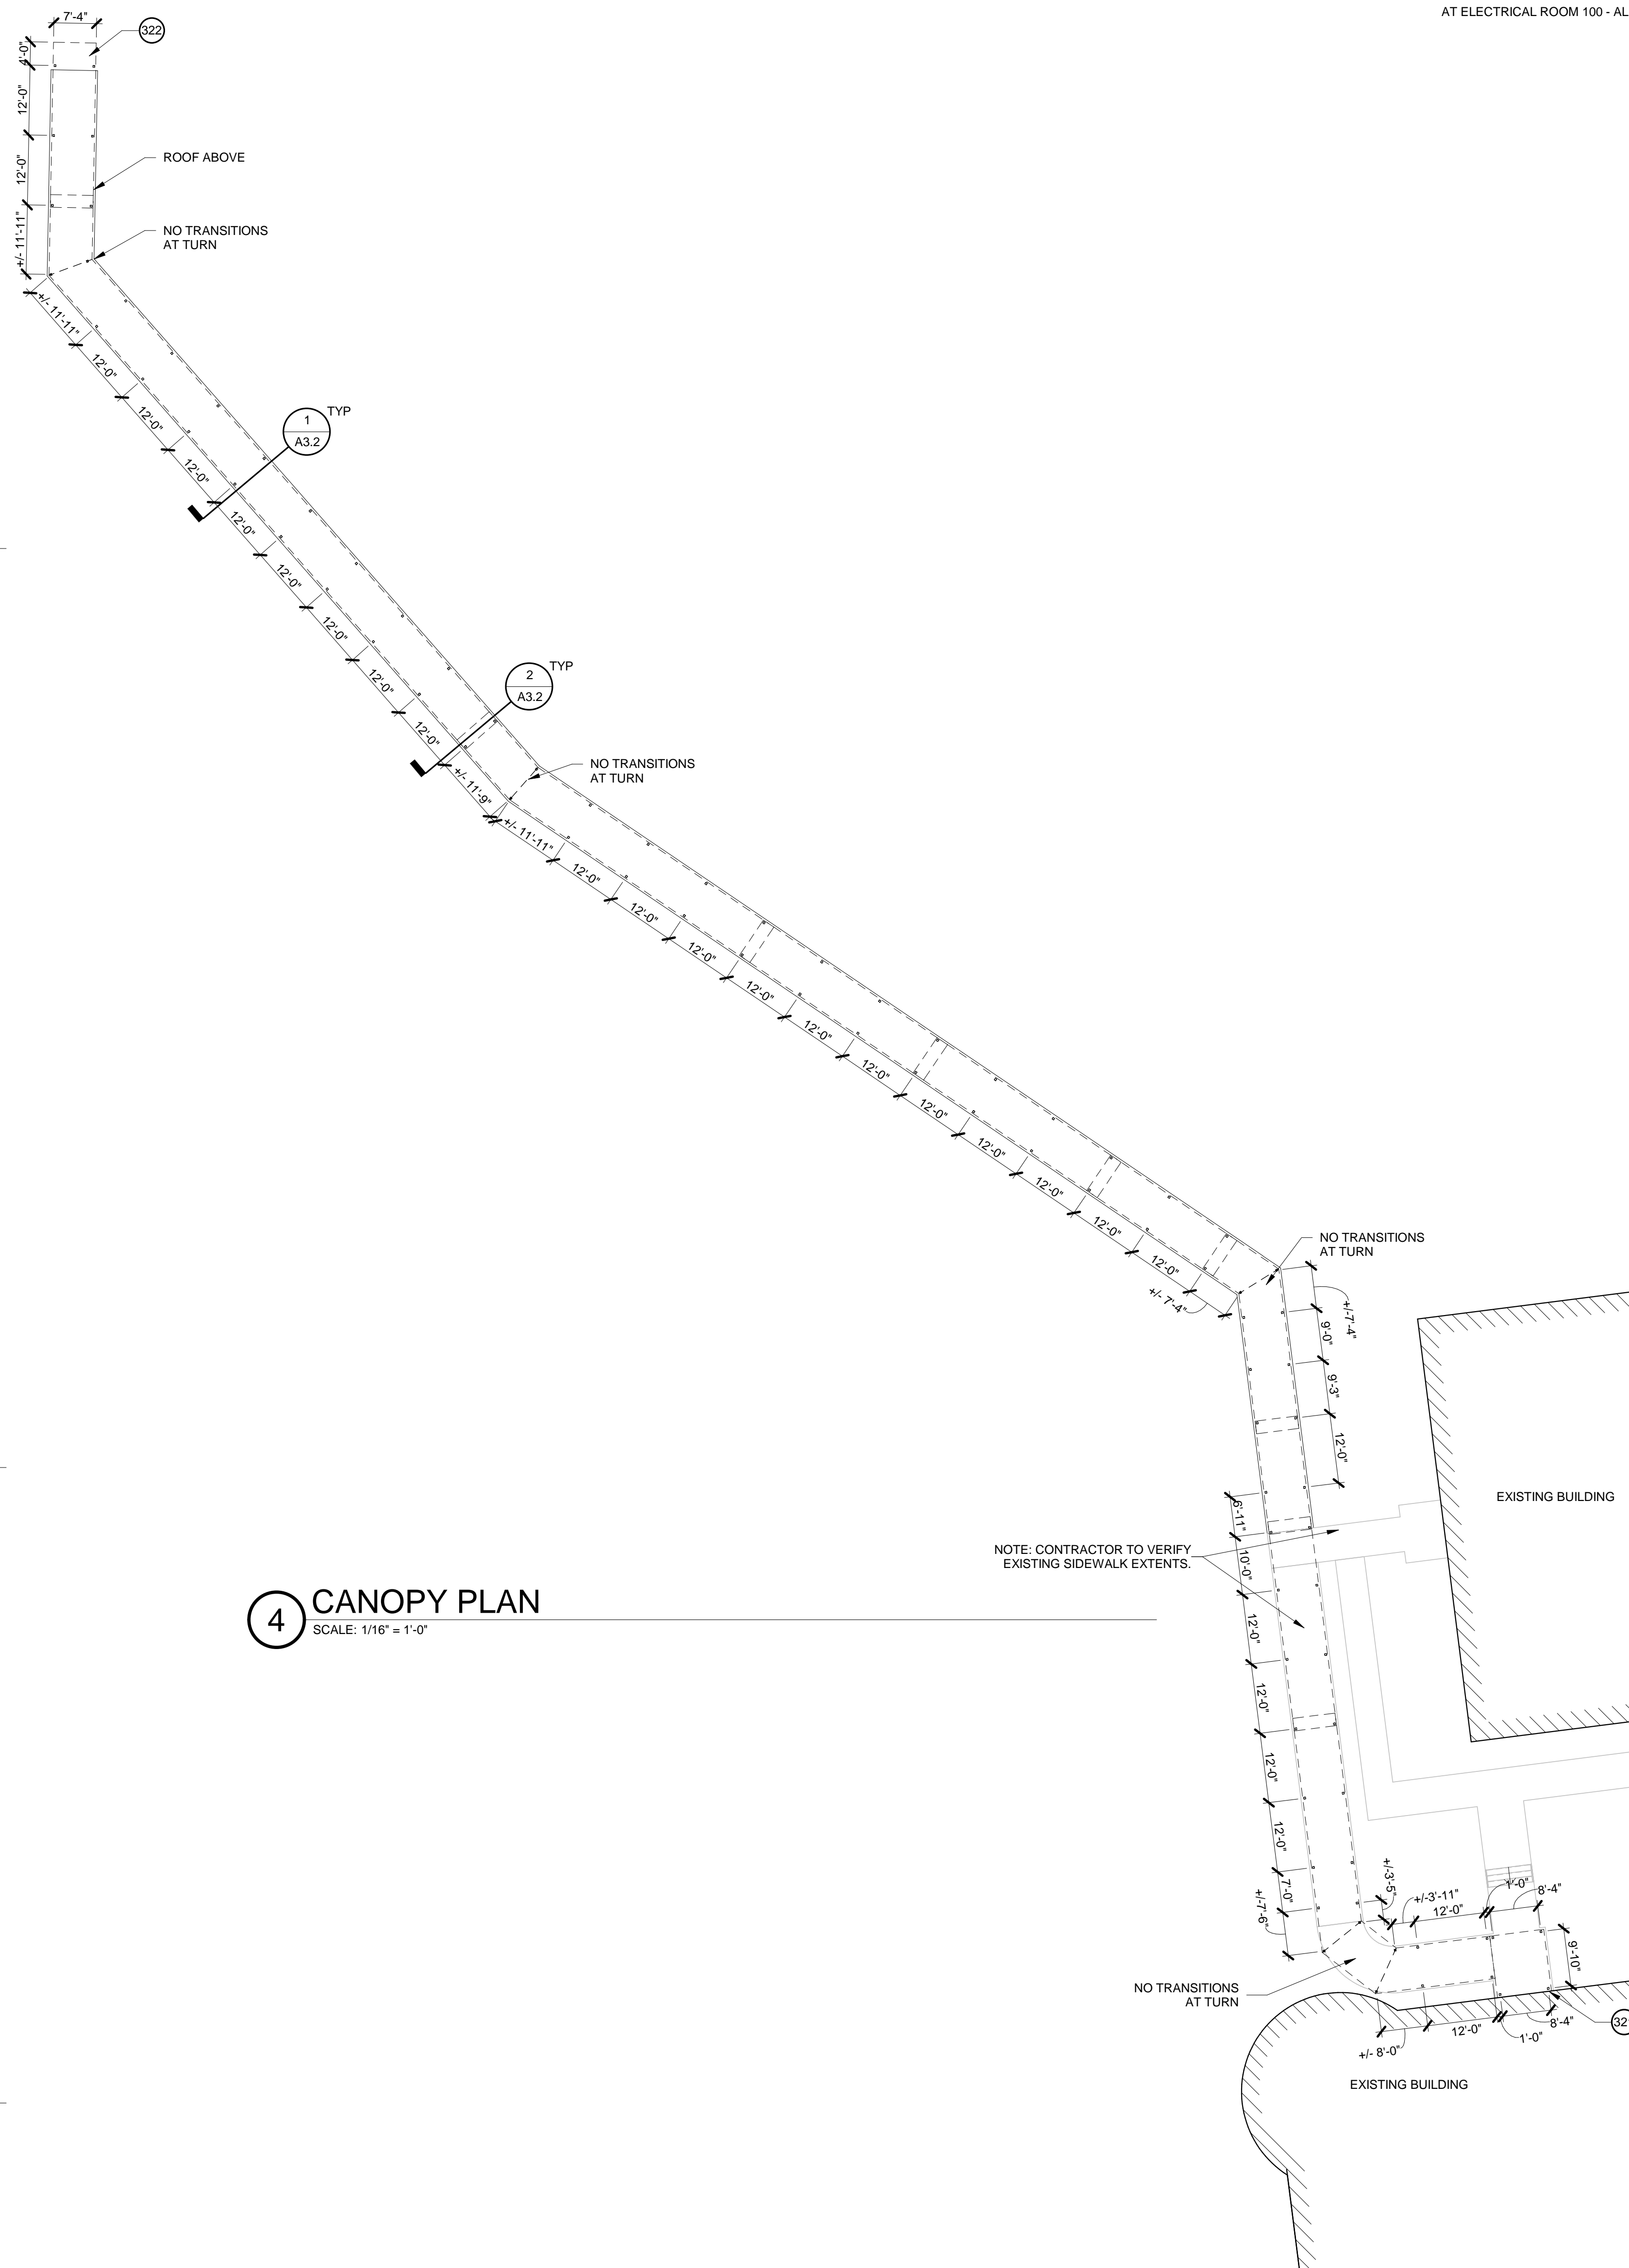 AT ELECTRICAL ROOM 100 - AL
7'-4"
322
4'-0"
12'-0"
12'-0"
+/- 11'-11"
ROOF ABOVE
NO TRANSITIONS
AT TURN
+/- 11'-11"
12'-0"
12'-0"
12'-0"
12'-0"
12'-0"
12'-0"
12'-0"
12'-0"
+/- 11'-9"
1
A3.2
TYP
2
A3.2
TYP
NO TRANSITIONS
AT TURN
+/- 11'-11"
12'-0"
12'-0"
12'-0"
12'-0"
12'-0"
12'-0"
12'-0"
12'-0"
12'-0"
12'-0"
12'-0"
+/- 7'-4"
NO TRANSITIONS
AT TURN
+/-7'-4"
9'-0"
9'-3"
12'-0"
EXISTING BUILDING
6'-11"
10'-0"
12'-0"
12'-0"
12'-0"
12'-0"
7'-0"
+/-7'-6"
NOTE: CONTRACTOR TO VERIFY
EXISTING SIDEWALK EXTENTS.
4
CANOPY PLAN
SCALE: 1/16" = 1'-0"
+/-3'-5"
+/-3'-11"
12'-0"
1'-0"
8'-4"
9'-10"
NO TRANSITIONS
AT TURN
32
+/- 8'-0"
12'-0"
1'-0"
8'-4"
EXISTING BUILDING